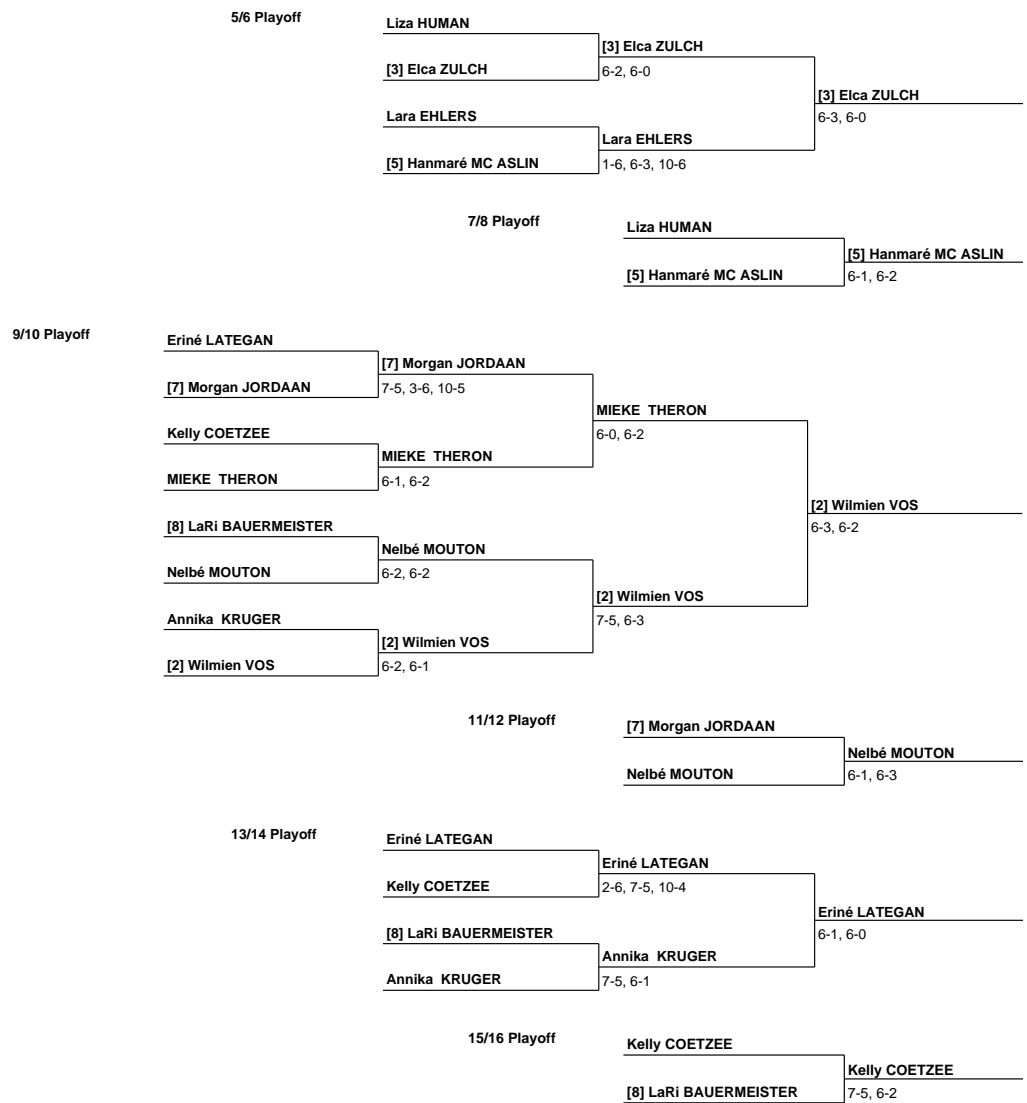 5/6 Playoff
Liza HUMAN
[3] Elca ZULCH
[3] Elca ZULCH
6-2, 6-0
[3] Elca ZULCH
6-3, 6-0
Lara EHLERS
Lara EHLERS
[5] Hanmaré MC ASLIN
1-6, 6-3, 10-6
7/8 Playoff
Liza HUMAN
[5] Hanmaré MC ASLIN
[5] Hanmaré MC ASLIN
6-1, 6-2
9/10 Playoff
Eriné LATEGAN
[7] Morgan JORDAAN
[7] Morgan JORDAAN
7-5, 3-6, 10-5
MIEKE  THERON
6-0, 6-2
Kelly COETZEE
MIEKE  THERON
MIEKE  THERON
6-1, 6-2
[2] Wilmien VOS
6-3, 6-2
[8] LaRi BAUERMEISTER
Nelbé MOUTON
Nelbé MOUTON
6-2, 6-2
[2] Wilmien VOS
7-5, 6-3
Annika  KRUGER
[2] Wilmien VOS
[2] Wilmien VOS
6-2, 6-1
11/12 Playoff
[7] Morgan JORDAAN
Nelbé MOUTON
Nelbé MOUTON
6-1, 6-3
13/14 Playoff
Eriné LATEGAN
Eriné LATEGAN
Kelly COETZEE
2-6, 7-5, 10-4
Eriné LATEGAN
6-1, 6-0
[8] LaRi BAUERMEISTER
Annika  KRUGER
Annika  KRUGER
7-5, 6-1
15/16 Playoff
Kelly COETZEE
Kelly COETZEE
[8] LaRi BAUERMEISTER
7-5, 6-2